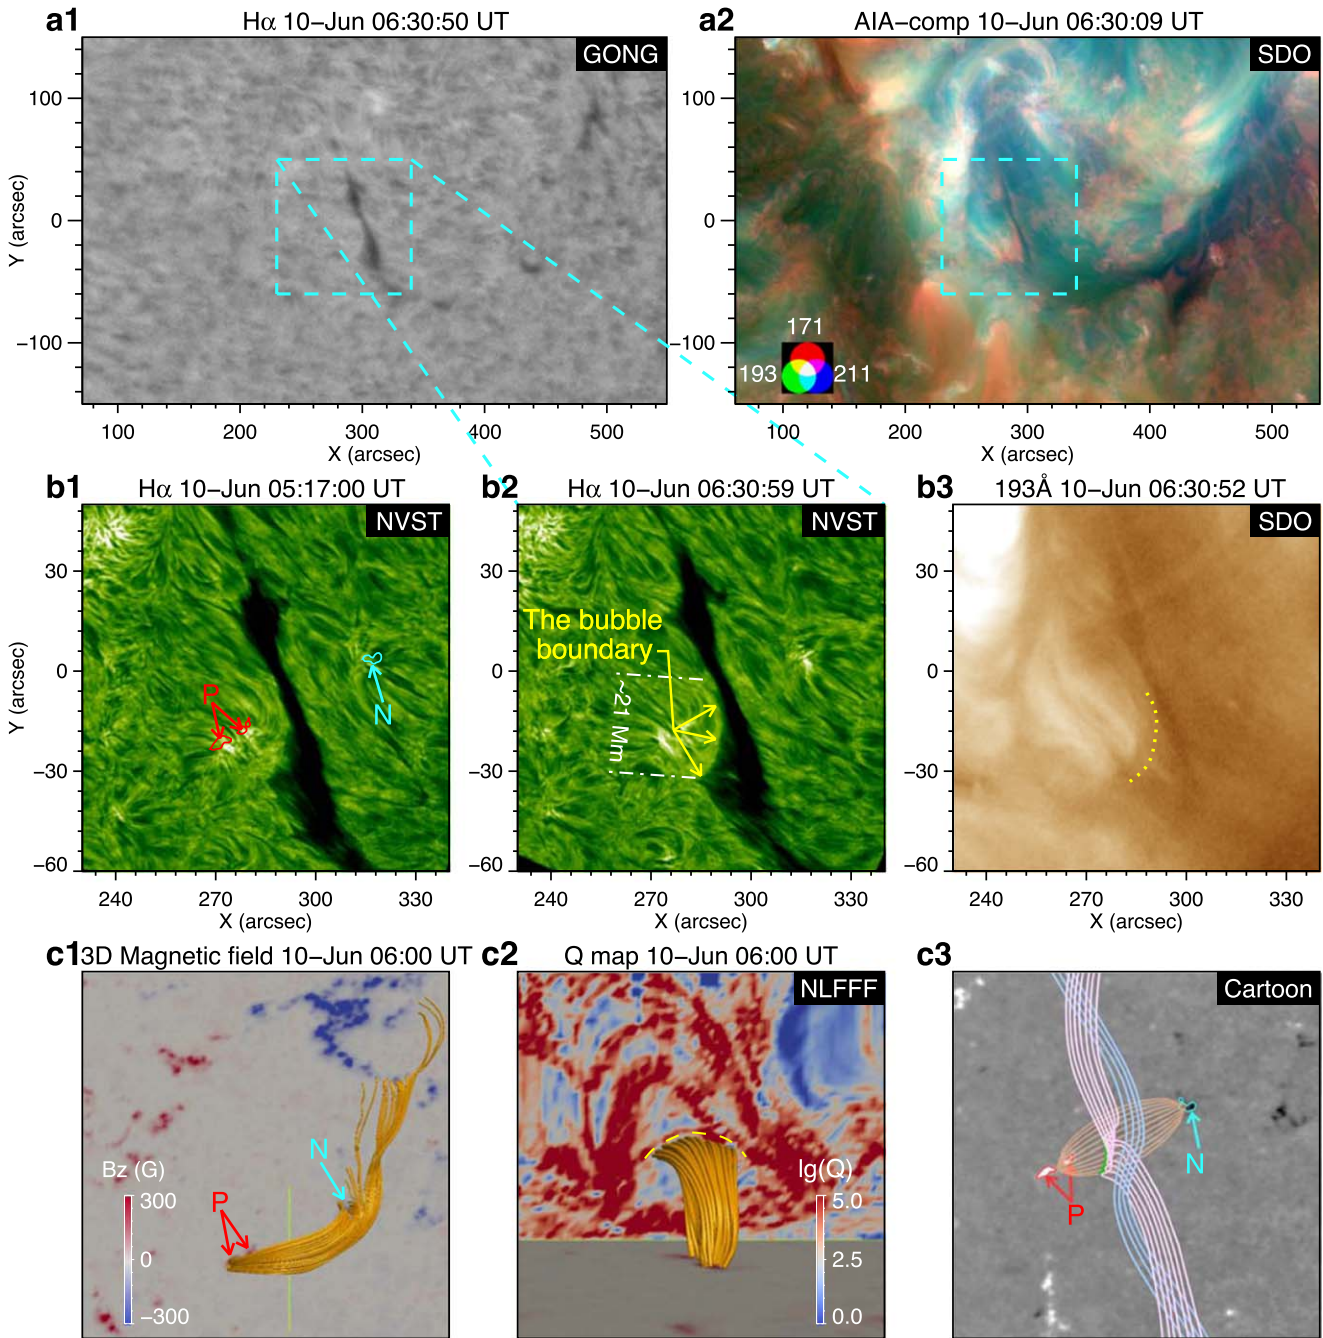 a1
Hα 10−Jun 06:30:50 UT
GONG
100
0
−100
Y (arcsec)
100 200 300 400 500
X (arcsec)
a2
AIA−comp 10−Jun 06:30:09 UT
SDO
171
193
211
−100
100 200 300 400 500
X (arcsec)
b1
Hα 10−Jun 05:17:00 UT
NVST
P
N
30
0
−30
−60
Y (arcsec)
240 270 300 330
X (arcsec)
b2
Hα 10−Jun 06:30:59 UT
NVST
The bubble
boundary
~21 Mm
240 270 300 330
X (arcsec)
b3
193Å 10−Jun 06:30:52 UT
SDO
30
0
−30
−60
240 270 300 330
X (arcsec)
c1
3D Magnetic field 10−Jun 06:00 UT
N
P
Bz (G)
300
0
−300
c2
Q map 10−Jun 06:00 UT
NLFFF
lg(Q)
5.0
2.5
0.0
c3
Cartoon
N
P